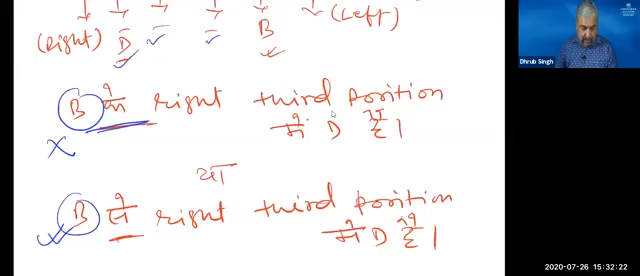 (Right) D B (Left)
Dhrub Singh
B के right third position
में D है।
या
B से right third position
में D है।
2020-07-26 15:32:22